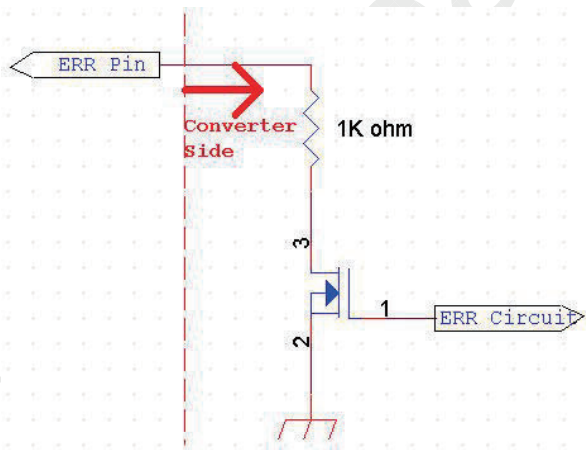 ERR Pin
Converter
Side
1K ohm
3
1
ERR Circuit
2